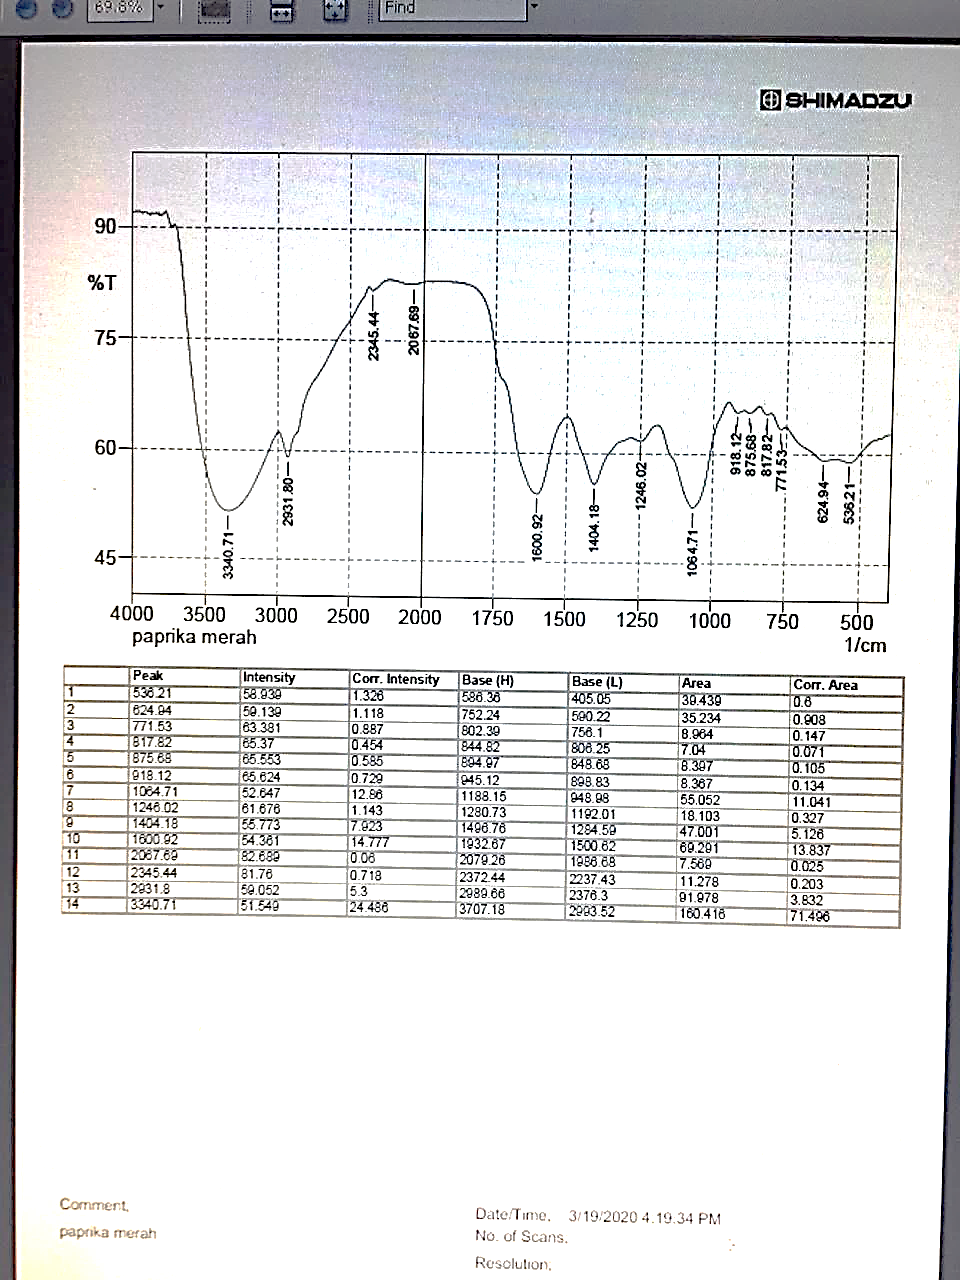 69.8%
Find
SHIMADZU
90
%T
75
60
45
3340.71
2931.80
2345.44
2067.69
1600.92
1404.18
1246.02
1064.71
918.12
875.68
817.82
771.53
624.94
536.21
4000 3500 3000 2500 2000 1750 1500 1250 1000 750 500
paprika merah 1/cm
Peak Intensity Corr. Intensity Base (H) Base (L) Area Corr. Area
1 536.21 58.939 1.326 586.36 405.05 39.439 0.6
2 624.94 59.139 1.118 752.24 590.22 35.234 0.908
3 771.53 63.381 0.887 802.39 756.1 8.964 0.147
4 817.82 65.37 0.454 844.82 806.25 7.04 0.071
5 875.68 65.553 0.585 894.97 848.68 8.397 0.105
6 918.12 65.624 0.729 945.12 898.83 8.367 0.134
7 1064.71 52.647 12.86 1188.15 948.98 55.052 11.041
8 1246.02 61.676 1.143 1280.73 1192.01 18.103 0.327
9 1404.18 55.773 7.923 1496.76 1284.59 47.001 5.126
10 1600.92 54.361 14.777 1932.67 1500.62 69.291 13.837
11 2067.69 82.689 0.06 2079.26 1986.68 7.569 0.025
12 2345.44 81.76 0.718 2372.44 2237.43 11.278 0.203
13 2931.8 59.052 5.3 2989.66 2376.3 91.978 3.832
14 3340.71 51.549 24.486 3707.18 2993.52 160.416 71.496
Comment,
paprika merah
Date/Time, 3/19/2020 4.19.34 PM
No. of Scans,
Resolution,